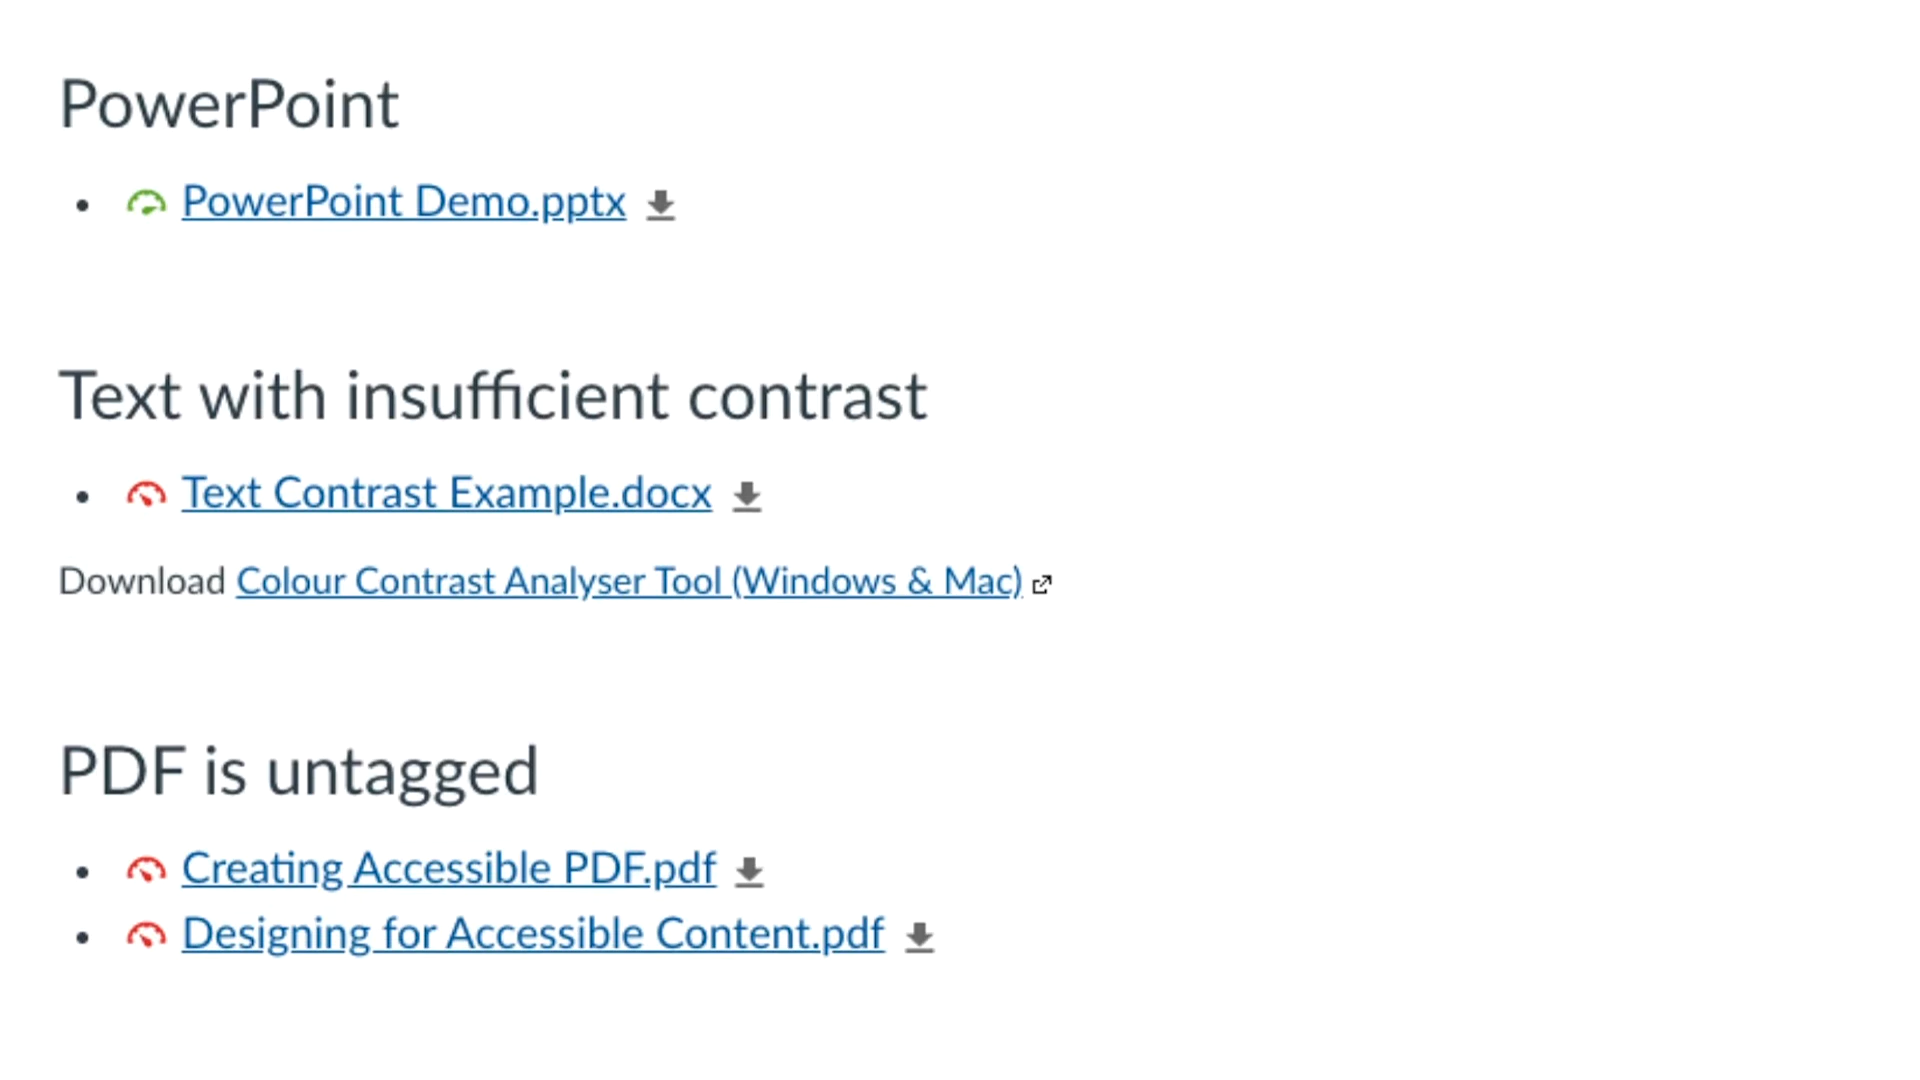 PowerPoint
PowerPoint Demo.pptx
Text with insufficient contrast
Text Contrast Example.docx
Download Colour Contrast Analyser Tool (Windows & Mac)
PDF is untagged
Creating Accessible PDF.pdf
Designing for Accessible Content.pdf